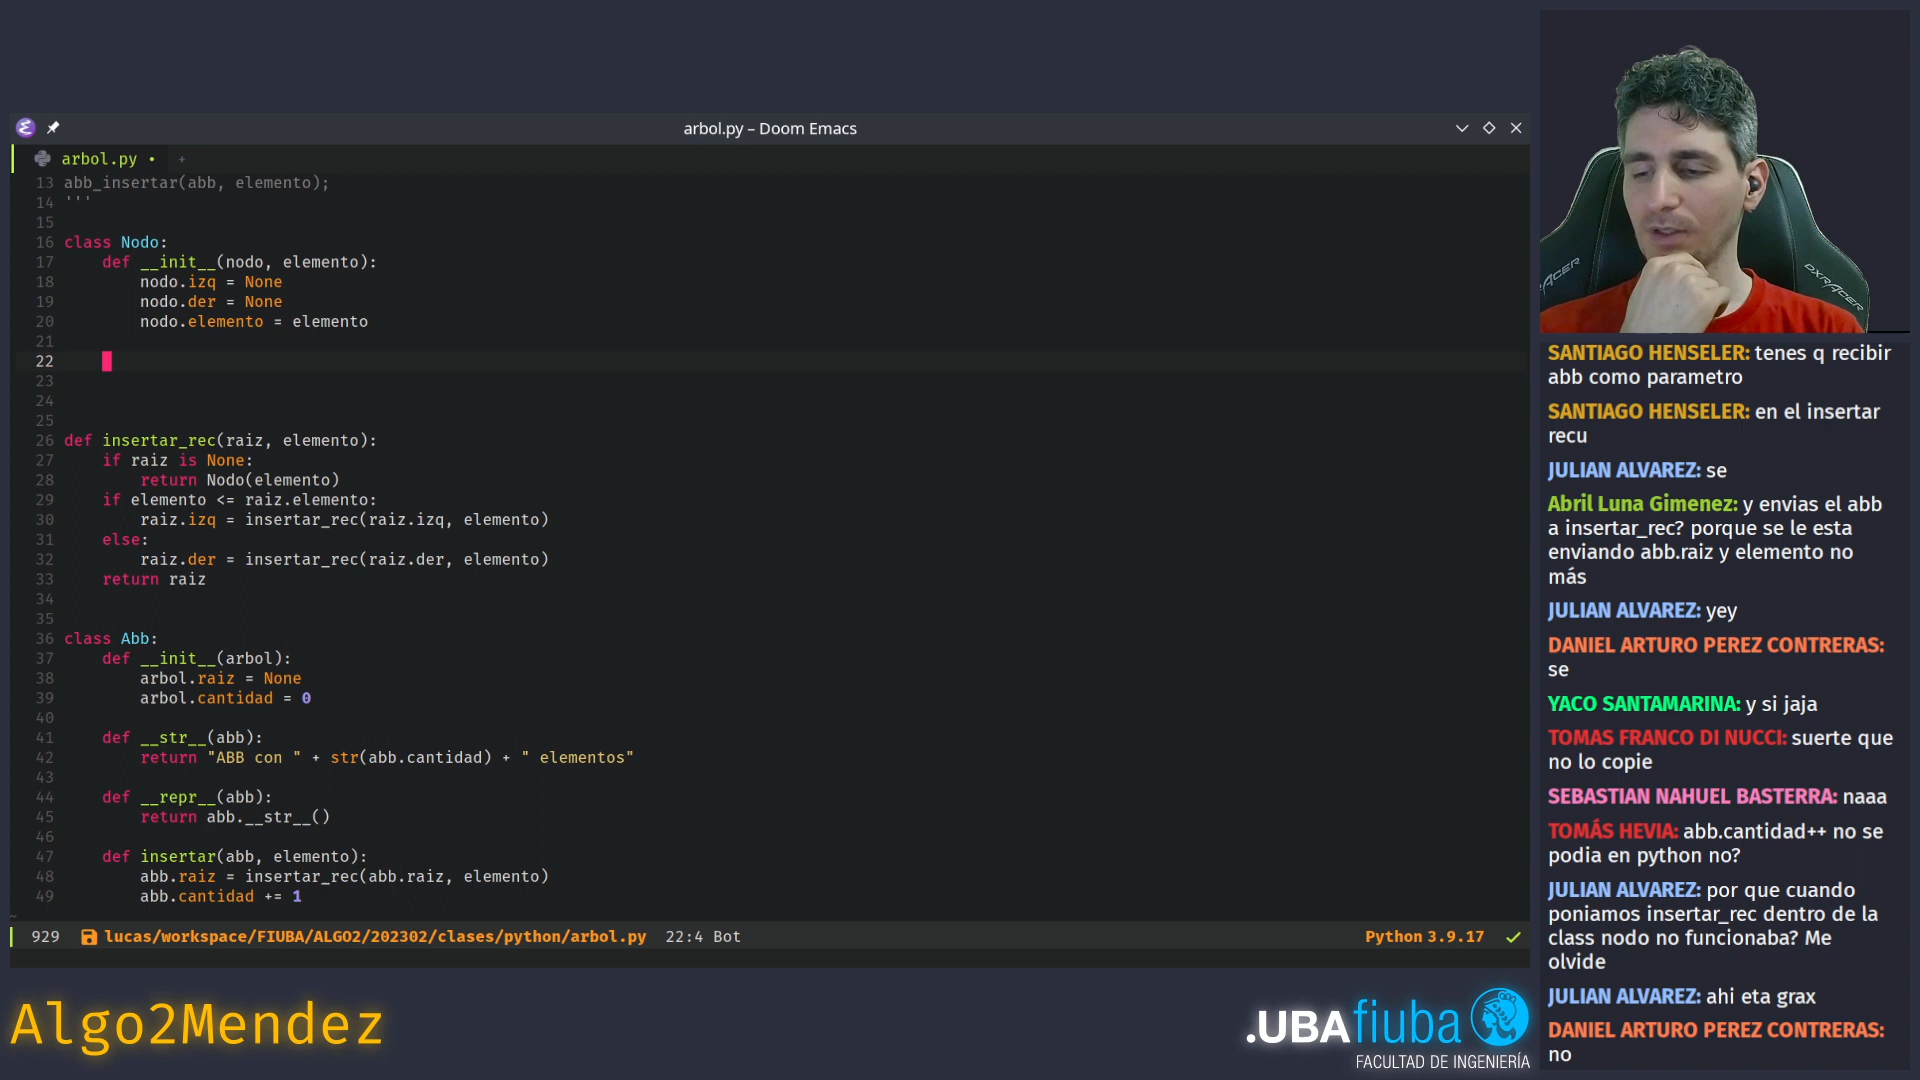 arbol.py – Doom Emacs
arbol.py • +
13 abb_insertar(abb, elemento);
14 '''
15
16 class Nodo:
17     def __init__(nodo, elemento):
18         nodo.izq = None
19         nodo.der = None
20         nodo.elemento = elemento
21
22
23
24
25
26 def insertar_rec(raiz, elemento):
27     if raiz is None:
28         return Nodo(elemento)
29     if elemento <= raiz.elemento:
30         raiz.izq = insertar_rec(raiz.izq, elemento)
31     else:
32         raiz.der = insertar_rec(raiz.der, elemento)
33     return raiz
34
35
36 class Abb:
37     def __init__(arbol):
38         arbol.raiz = None
39         arbol.cantidad = 0
40
41     def __str__(abb):
42         return "ABB con " + str(abb.cantidad) + " elementos"
43
44     def __repr__(abb):
45         return abb.__str__()
46
47     def insertar(abb, elemento):
48         abb.raiz = insertar_rec(abb.raiz, elemento)
49         abb.cantidad += 1
~
929 lucas/workspace/FIUBA/ALGO2/202302/clases/python/arbol.py 22:4 Bot Python 3.9.17
Algo2Mendez
.UBAfiuba
FACULTAD DE INGENIERÍA
DXRACER
SANTIAGO HENSELER: tenes q recibir
abb como parametro
SANTIAGO HENSELER: en el insertar
recu
JULIAN ALVAREZ: se
Abril Luna Gimenez: y envias el abb
a insertar_rec? porque se le esta
enviando abb.raiz y elemento no
más
JULIAN ALVAREZ: yey
DANIEL ARTURO PEREZ CONTRERAS:
se
YACO SANTAMARINA: y si jaja
TOMAS FRANCO DI NUCCI: suerte que
no lo copie
SEBASTIAN NAHUEL BASTERRA: naaa
TOMÁS HEVIA: abb.cantidad++ no se
podia en python no?
JULIAN ALVAREZ: por que cuando
poniamos insertar_rec dentro de la
class nodo no funcionaba? Me
olvide
JULIAN ALVAREZ: ahi eta grax
DANIEL ARTURO PEREZ CONTRERAS:
no